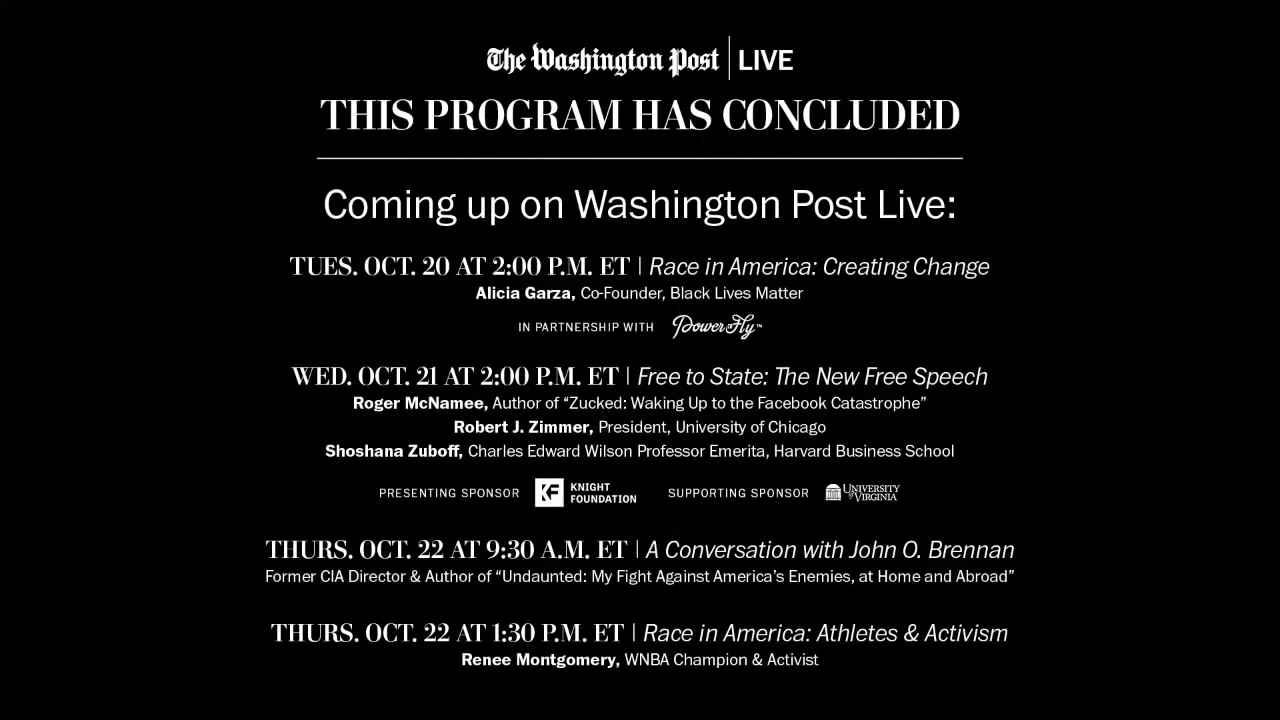 The Washington Post | LIVE
THIS PROGRAM HAS CONCLUDED
Coming up on Washington Post Live:
TUES. OCT. 20 AT 2:00 P.M. ET | Race in America: Creating Change
Alicia Garza, Co-Founder, Black Lives Matter
IN PARTNERSHIP WITH PowerToFly™
WED. OCT. 21 AT 2:00 P.M. ET | Free to State: The New Free Speech
Roger McNamee, Author of “Zucked: Waking Up to the Facebook Catastrophe”
Robert J. Zimmer, President, University of Chicago
Shoshana Zuboff, Charles Edward Wilson Professor Emerita, Harvard Business School
PRESENTING SPONSOR KF KNIGHT FOUNDATION SUPPORTING SPONSOR UNIVERSITY of VIRGINIA
THURS. OCT. 22 AT 9:30 A.M. ET | A Conversation with John O. Brennan
Former CIA Director & Author of “Undaunted: My Fight Against America’s Enemies, at Home and Abroad”
THURS. OCT. 22 AT 1:30 P.M. ET | Race in America: Athletes & Activism
Renee Montgomery, WNBA Champion & Activist